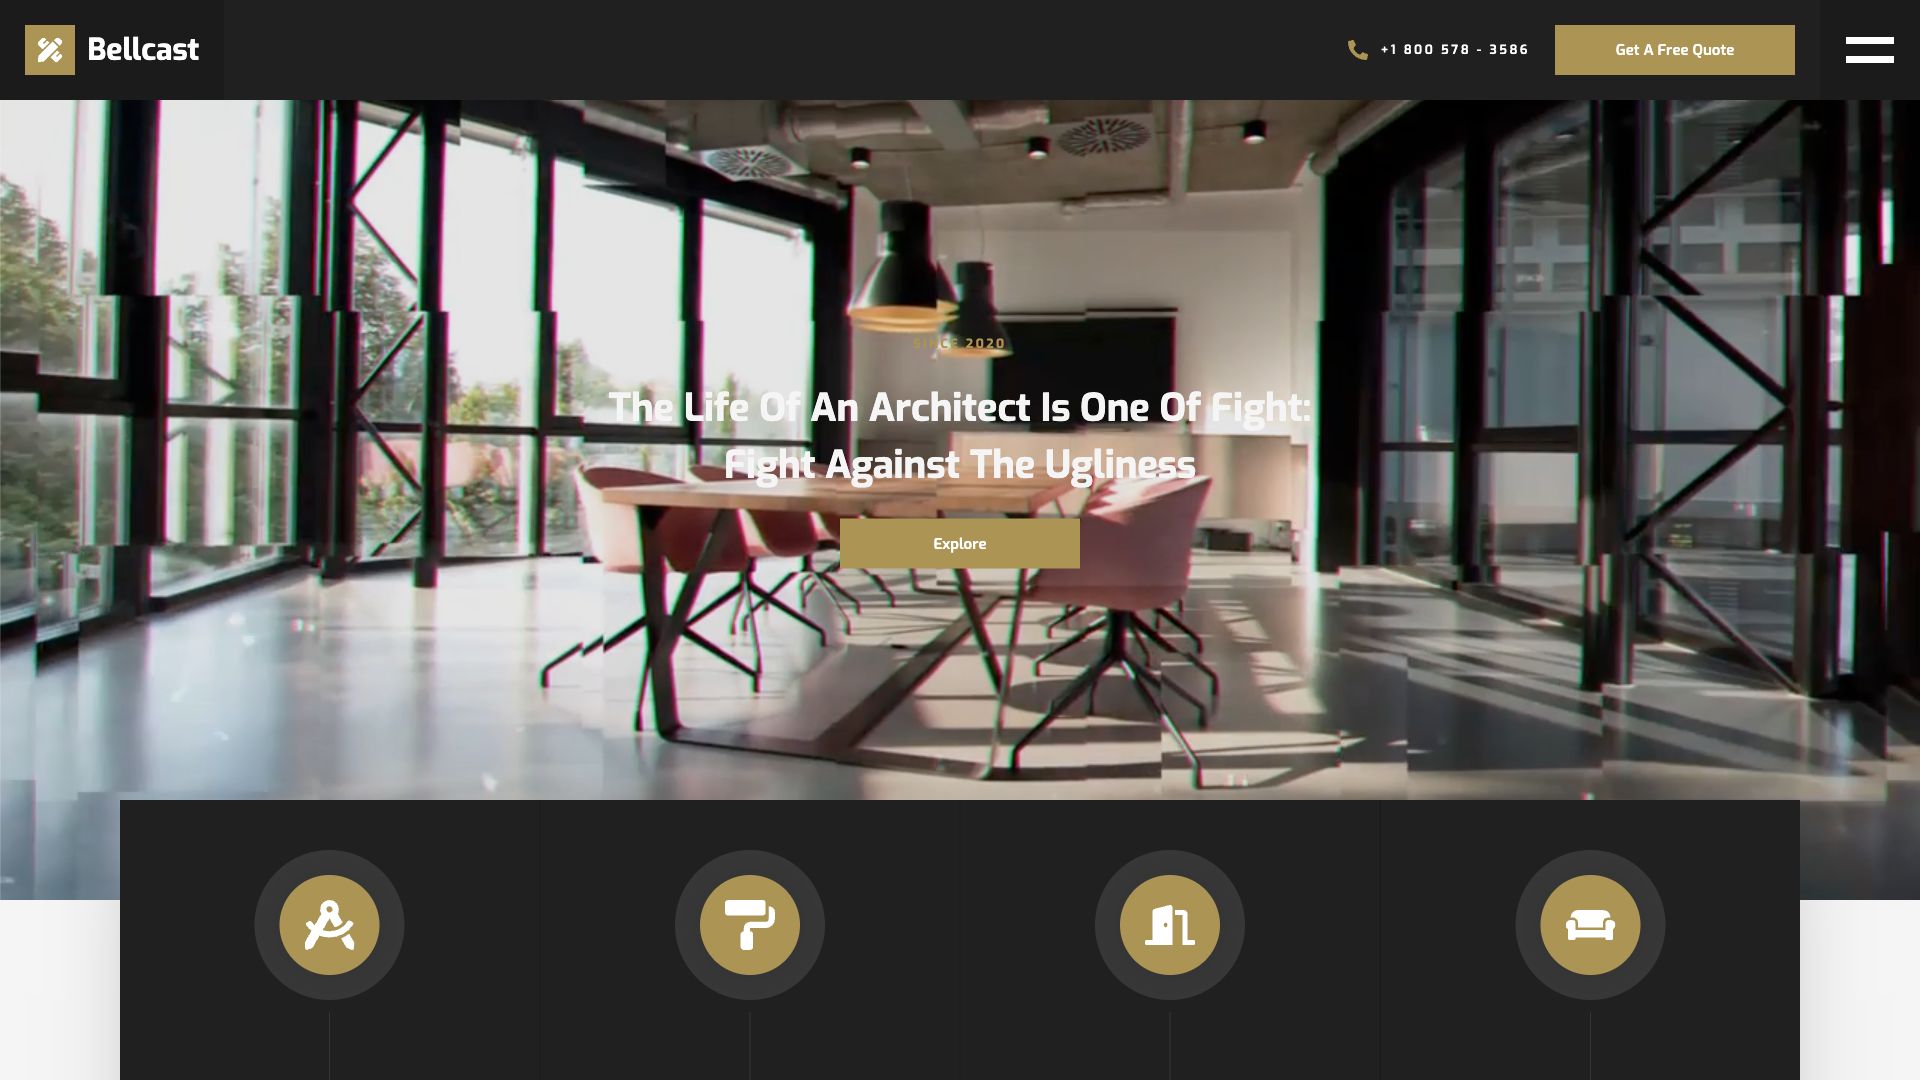 Bellcast
+1 800 578 - 3586
Get A Free Quote
SINCE 2020
The Life Of An Architect Is One Of Fight:
Fight Against The Ugliness
Explore